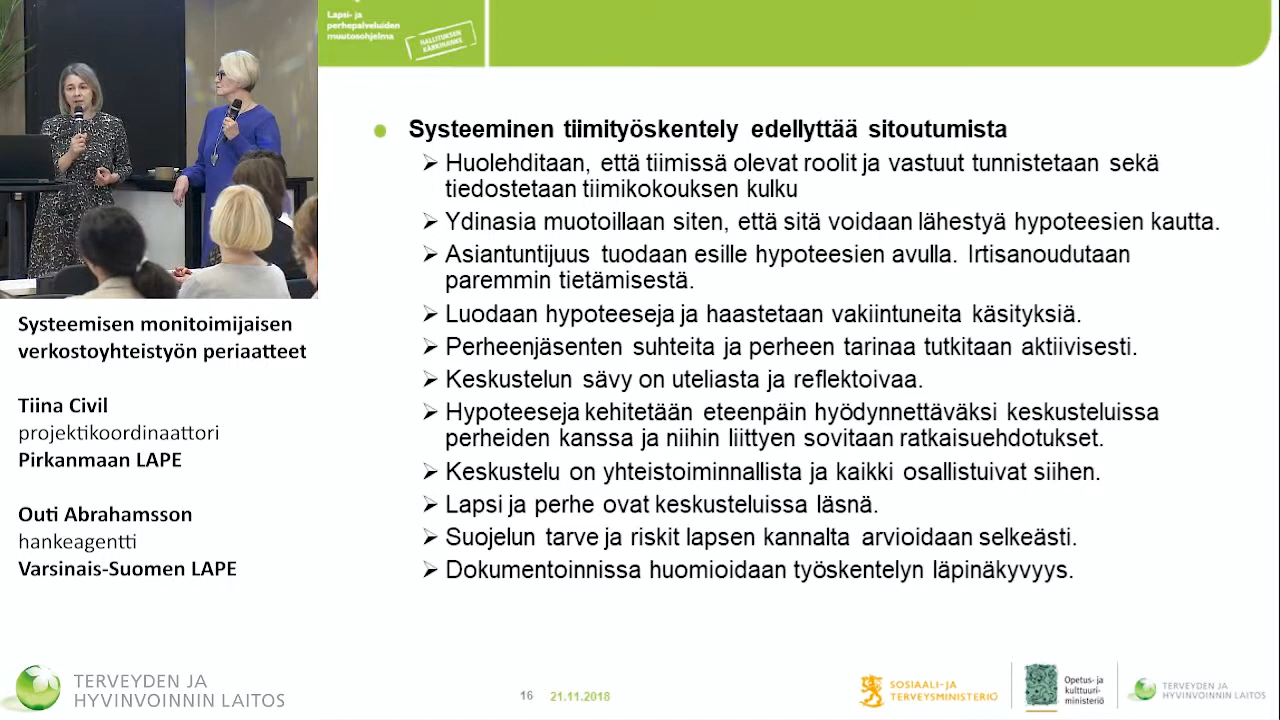 Lapsi- ja
perhepalveluiden
muutosohjelma
HALLITUKSEN
KÄRKIHANKE
Systeeminen tiimityöskentely edellyttää sitoutumista
Huolehditaan, että tiimissä olevat roolit ja vastuut tunnistetaan sekä
tiedostetaan tiimikokouksen kulku
Ydinasia muotoillaan siten, että sitä voidaan lähestyä hypoteesien kautta.
Asiantuntijuus tuodaan esille hypoteesien avulla. Irtisanoudutaan
paremmin tietämisestä.
Luodaan hypoteeseja ja haastetaan vakiintuneita käsityksiä.
Perheenjäsenten suhteita ja perheen tarinaa tutkitaan aktiivisesti.
Keskustelun sävy on uteliasta ja reflektoivaa.
Hypoteeseja kehitetään eteenpäin hyödynnettäväksi keskusteluissa
perheiden kanssa ja niihin liittyen sovitaan ratkaisuehdotukset.
Keskustelu on yhteistoiminnallista ja kaikki osallistuivat siihen.
Lapsi ja perhe ovat keskusteluissa läsnä.
Suojelun tarve ja riskit lapsen kannalta arvioidaan selkeästi.
Dokumentoinnissa huomioidaan työskentelyn läpinäkyvyys.
Systeemisen monitoimijaisen
verkostoyhteistyön periaatteet
Tiina Civil
projektikoordinaattori
Pirkanmaan LAPE
Outi Abrahamsson
hankeagentti
Varsinais-Suomen LAPE
TERVEYDEN JA
HYVINVOINNIN LAITOS
16 21.11.2018
SOSIAALI- JA
TERVEYSMINISTERIÖ
Opetus- ja
kulttuuri-
ministeriö
TERVEYDEN JA
HYVINVOINNIN LAITOS